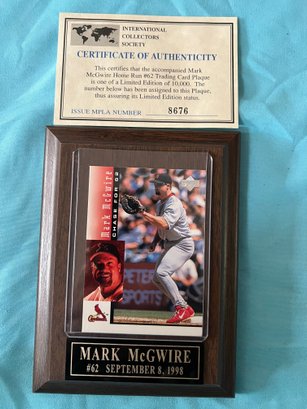 INTERNATIONAL
COLLECTORS
SOCIETY
CERTIFICATE OF AUTHENTICITY
This certifies that the accompanied Mark
McGwire Home Run #62 Trading Card Plaque
is one of a Limited Edition of 10,000. The
number below has been assigned to this Plaque,
thus assuring its Limited Edition status.
ISSUE MPLA NUMBER 8676
Mark McGwire
CHASE FOR 62
PETER
SPORTS
Cardinals
MARK McGWIRE
#62 SEPTEMBER 8, 1998